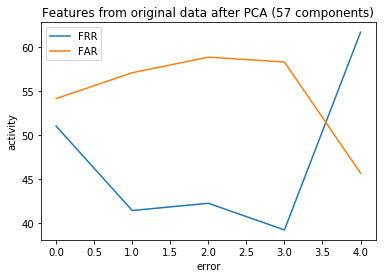 Features from original data after PCA (57 components)
FRR
FAR
60
55
50
45
40
activity
0.0 0.5 1.0 1.5 2.0 2.5 3.0 3.5 4.0
error